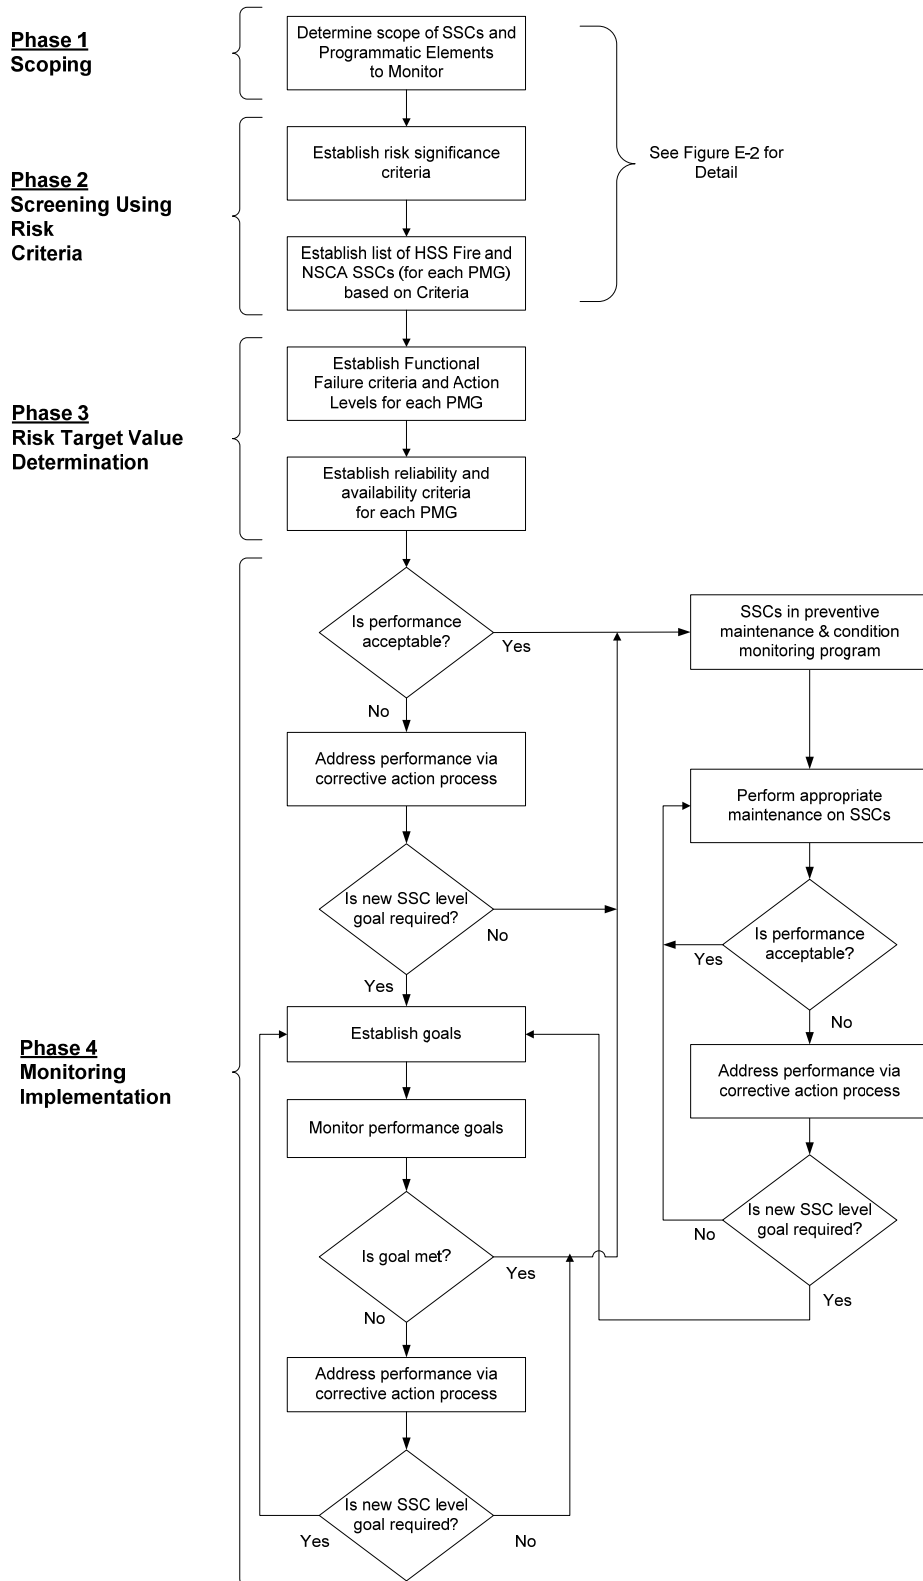 Phase 1
Scoping
Determine scope of SSCs and
Programmatic Elements
to Monitor
Phase 2
Screening Using
Risk
Criteria
Establish risk significance
criteria
See Figure E-2 for
Detail
Establish list of HSS Fire and
NSCA SSCs (for each PMG)
based on Criteria
Phase 3
Risk Target Value
Determination
Establish Functional
Failure criteria and Action
Levels for each PMG
Establish reliability and
availability criteria
for each PMG
Phase 4
Monitoring
Implementation
Is performance
acceptable?
Yes
No
Address performance via
corrective action process
Is new SSC level
goal required?
No
Yes
Establish goals
Monitor performance goals
Is goal met?
Yes
No
Address performance via
corrective action process
Is new SSC level
goal required?
Yes
No
SSCs in preventive
maintenance & condition
monitoring program
Perform appropriate
maintenance on SSCs
Is performance
acceptable?
Yes
No
Address performance via
corrective action process
Is new SSC level
goal required?
No
Yes